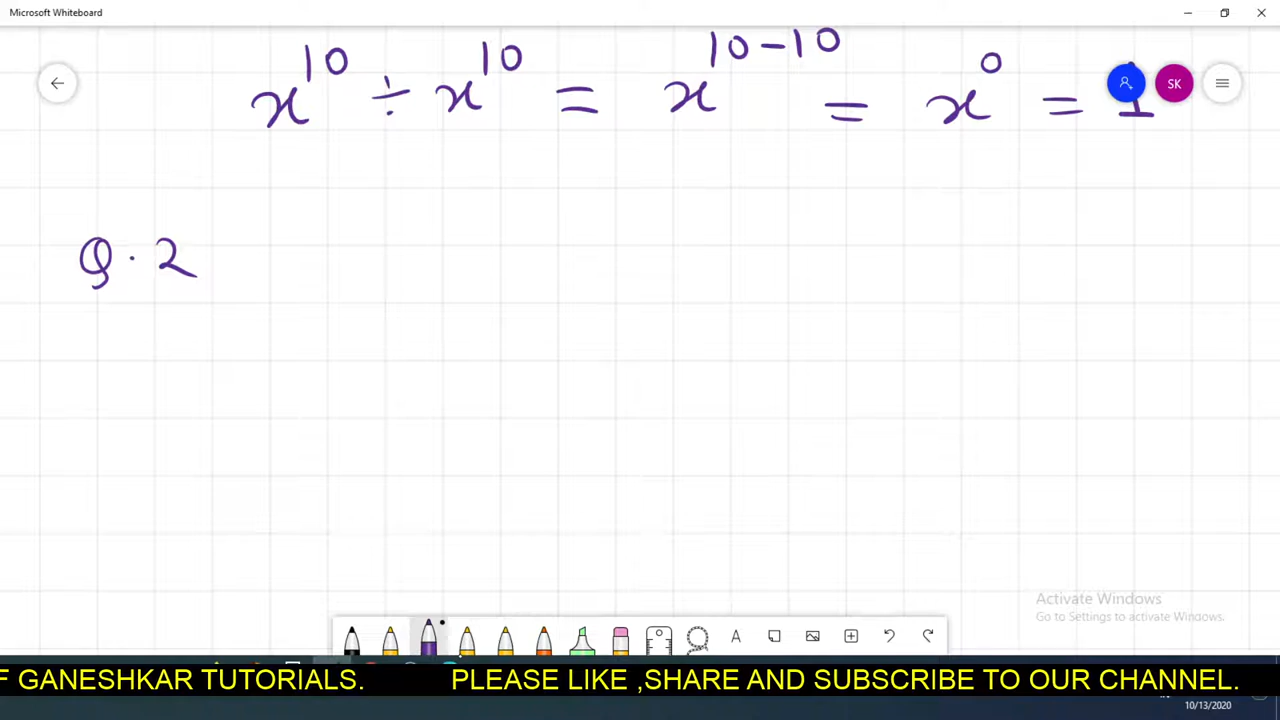 Microsoft Whiteboard
x¹⁰ ÷ x¹⁰ = x¹⁰⁻¹⁰ = x⁰ = 1
SK
Q. 2
Activate Windows
Go to Settings to activate Windows.
A
F GANESHKAR TUTORIALS. PLEASE LIKE ,SHARE AND SUBSCRIBE TO OUR CHANNEL.
10/13/2020